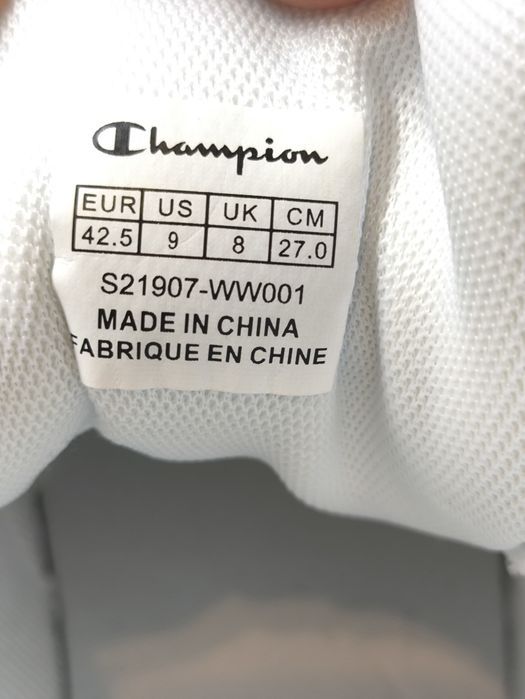 Champion
EUR US UK CM
42.5 9 8 27.0
S21907-WW001
MADE IN CHINA
FABRIQUE EN CHINE